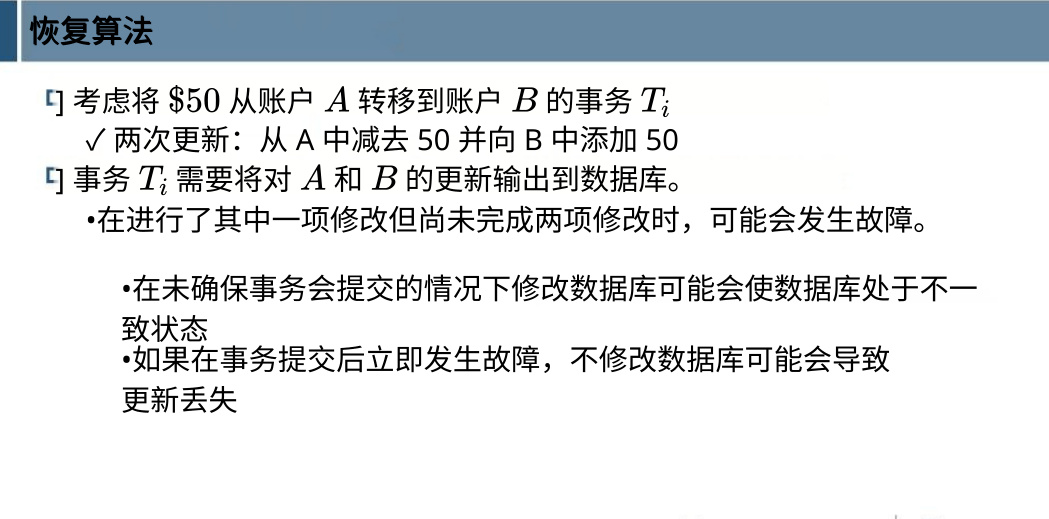 恢复算法
考虑将 $50 从账户 A 转移到账户 B 的事务 Ti
✓ 两次更新：从 A 中减去 50 并向 B 中添加 50
事务 Ti 需要将对 A 和 B 的更新输出到数据库。
•在进行了其中一项修改但尚未完成两项修改时，可能会发生故障。
•在未确保事务会提交的情况下修改数据库可能会使数据库处于不一
致状态
•如果在事务提交后立即发生故障，不修改数据库可能会导致
更新丢失